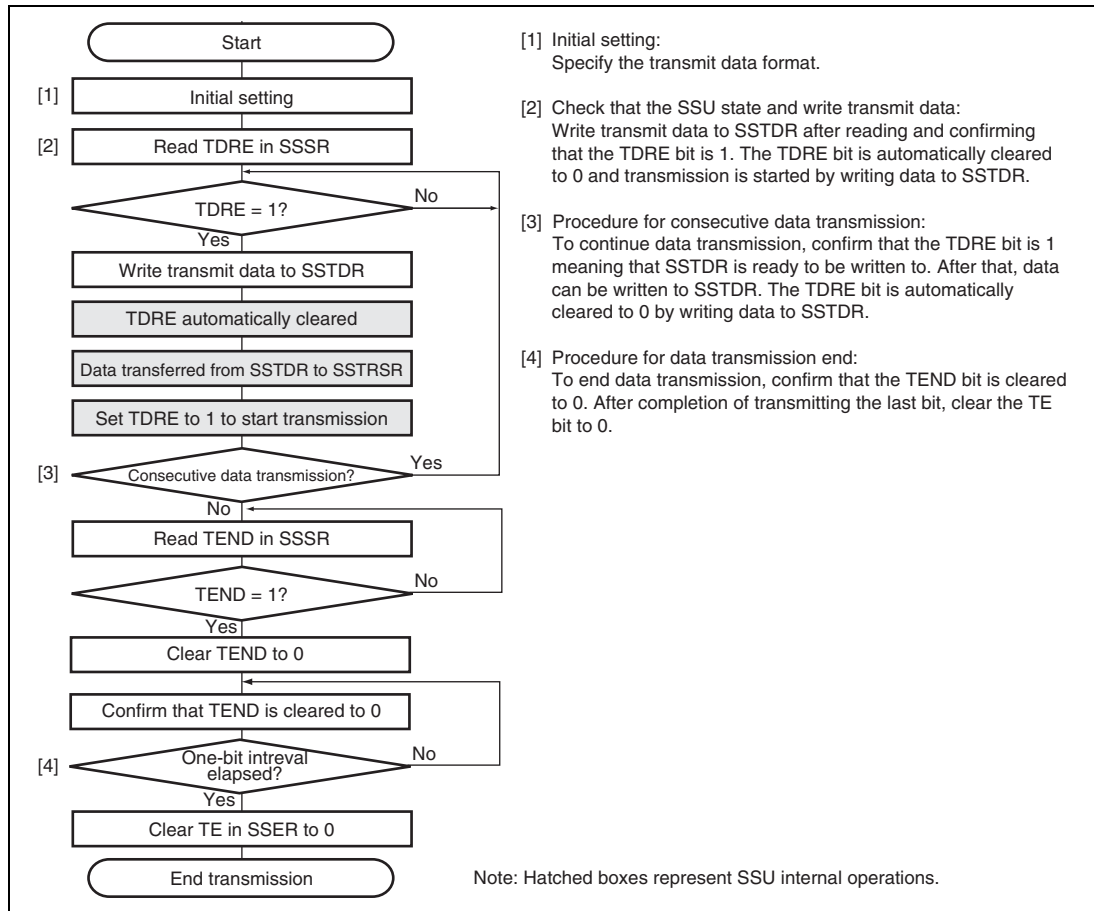 Start
[1] Initial setting
[2] Read TDRE in SSSR
TDRE = 1?
No
Yes
Write transmit data to SSTDR
TDRE automatically cleared
Data transferred from SSTDR to SSTRSR
Set TDRE to 1 to start transmission
[3] Consecutive data transmission?
Yes
No
Read TEND in SSSR
TEND = 1?
No
Yes
Clear TEND to 0
Confirm that TEND is cleared to 0
[4] One-bit intreval
elapsed?
No
Yes
Clear TE in SSER to 0
End transmission
[1] Initial setting:
Specify the transmit data format.
[2] Check that the SSU state and write transmit data:
Write transmit data to SSTDR after reading and confirming
that the TDRE bit is 1. The TDRE bit is automatically cleared
to 0 and transmission is started by writing data to SSTDR.
[3] Procedure for consecutive data transmission:
To continue data transmission, confirm that the TDRE bit is 1
meaning that SSTDR is ready to be written to. After that, data
can be written to SSTDR. The TDRE bit is automatically
cleared to 0 by writing data to SSTDR.
[4] Procedure for data transmission end:
To end data transmission, confirm that the TEND bit is cleared
to 0. After completion of transmitting the last bit, clear the TE
bit to 0.
Note: Hatched boxes represent SSU internal operations.